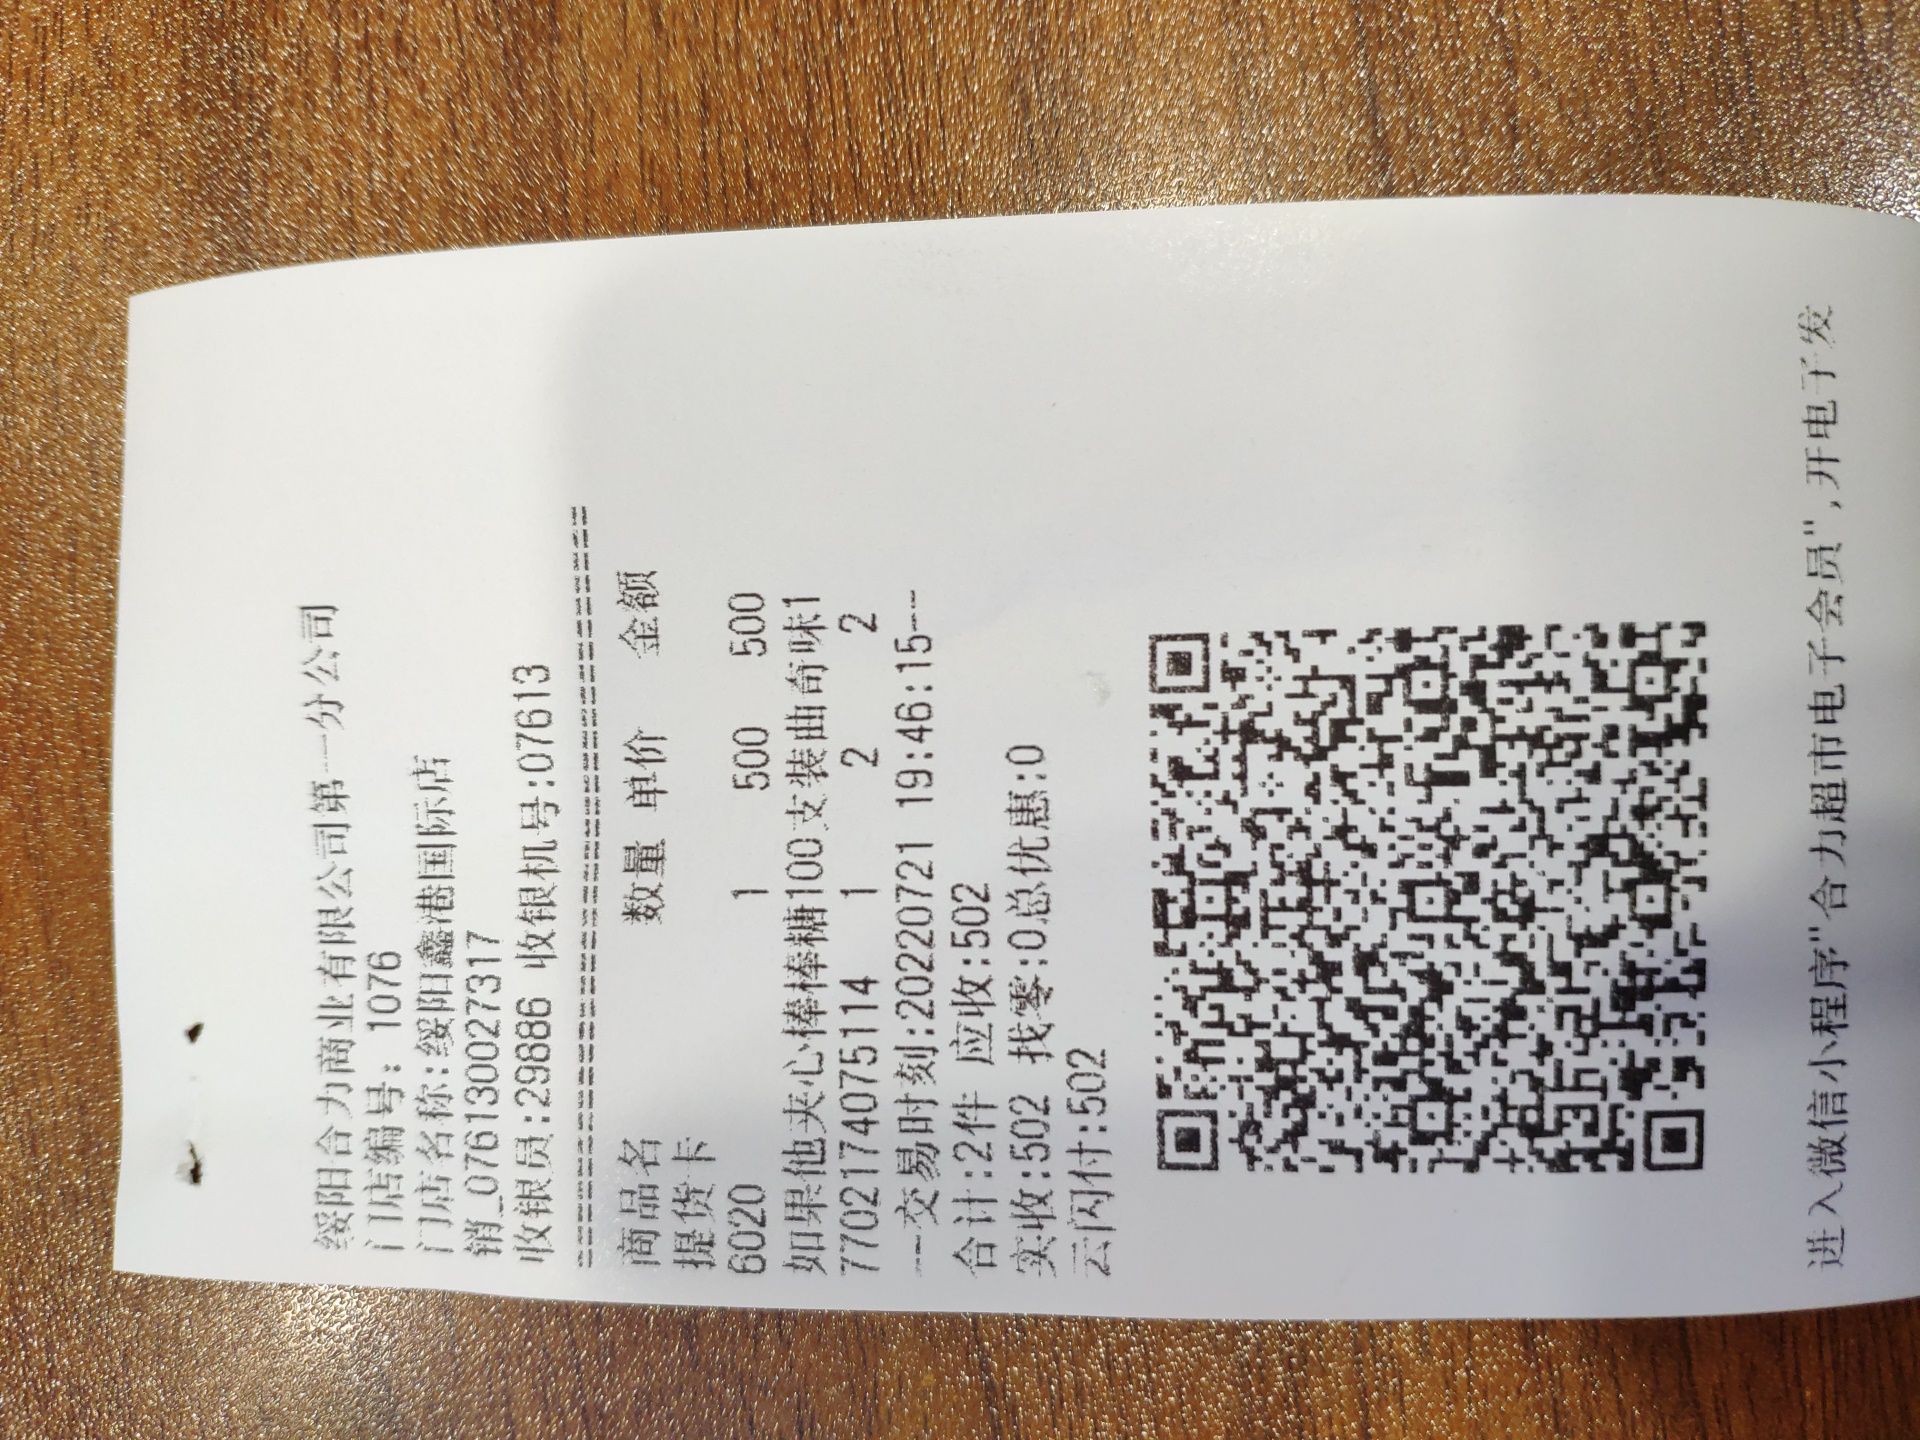 绥阳合力商业有限公司第一分公司
门店编号: 1076
门店名称:绥阳鑫港国际店
销_0761300027317
收银员:29886 收银机号:07613
商品名 数量 单价 金额
提货卡
6020 1 500 500
如果他夹心棒棒糖100支装曲奇味1
77021740​75114 1 2 2
---交易时刻:20220721 19:46:15---
合计:2件 应收:502
实收:502 找零:0总优惠:0
云闪付:502
进入微信小程序"合力超市电子会员",开电子发